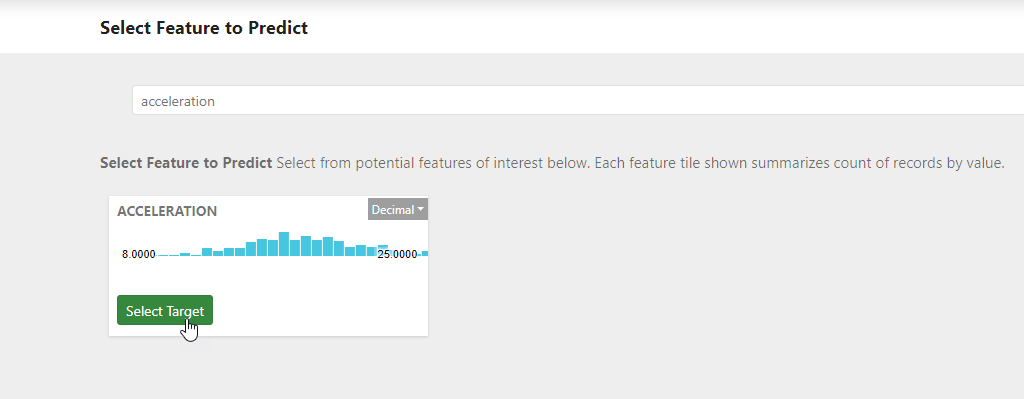 Select Feature to Predict
acceleration
Select Feature to Predict Select from potential features of interest below. Each feature tile shown summarizes count of records by value.
ACCELERATION
Decimal
8.0000
25.0000
Select Target